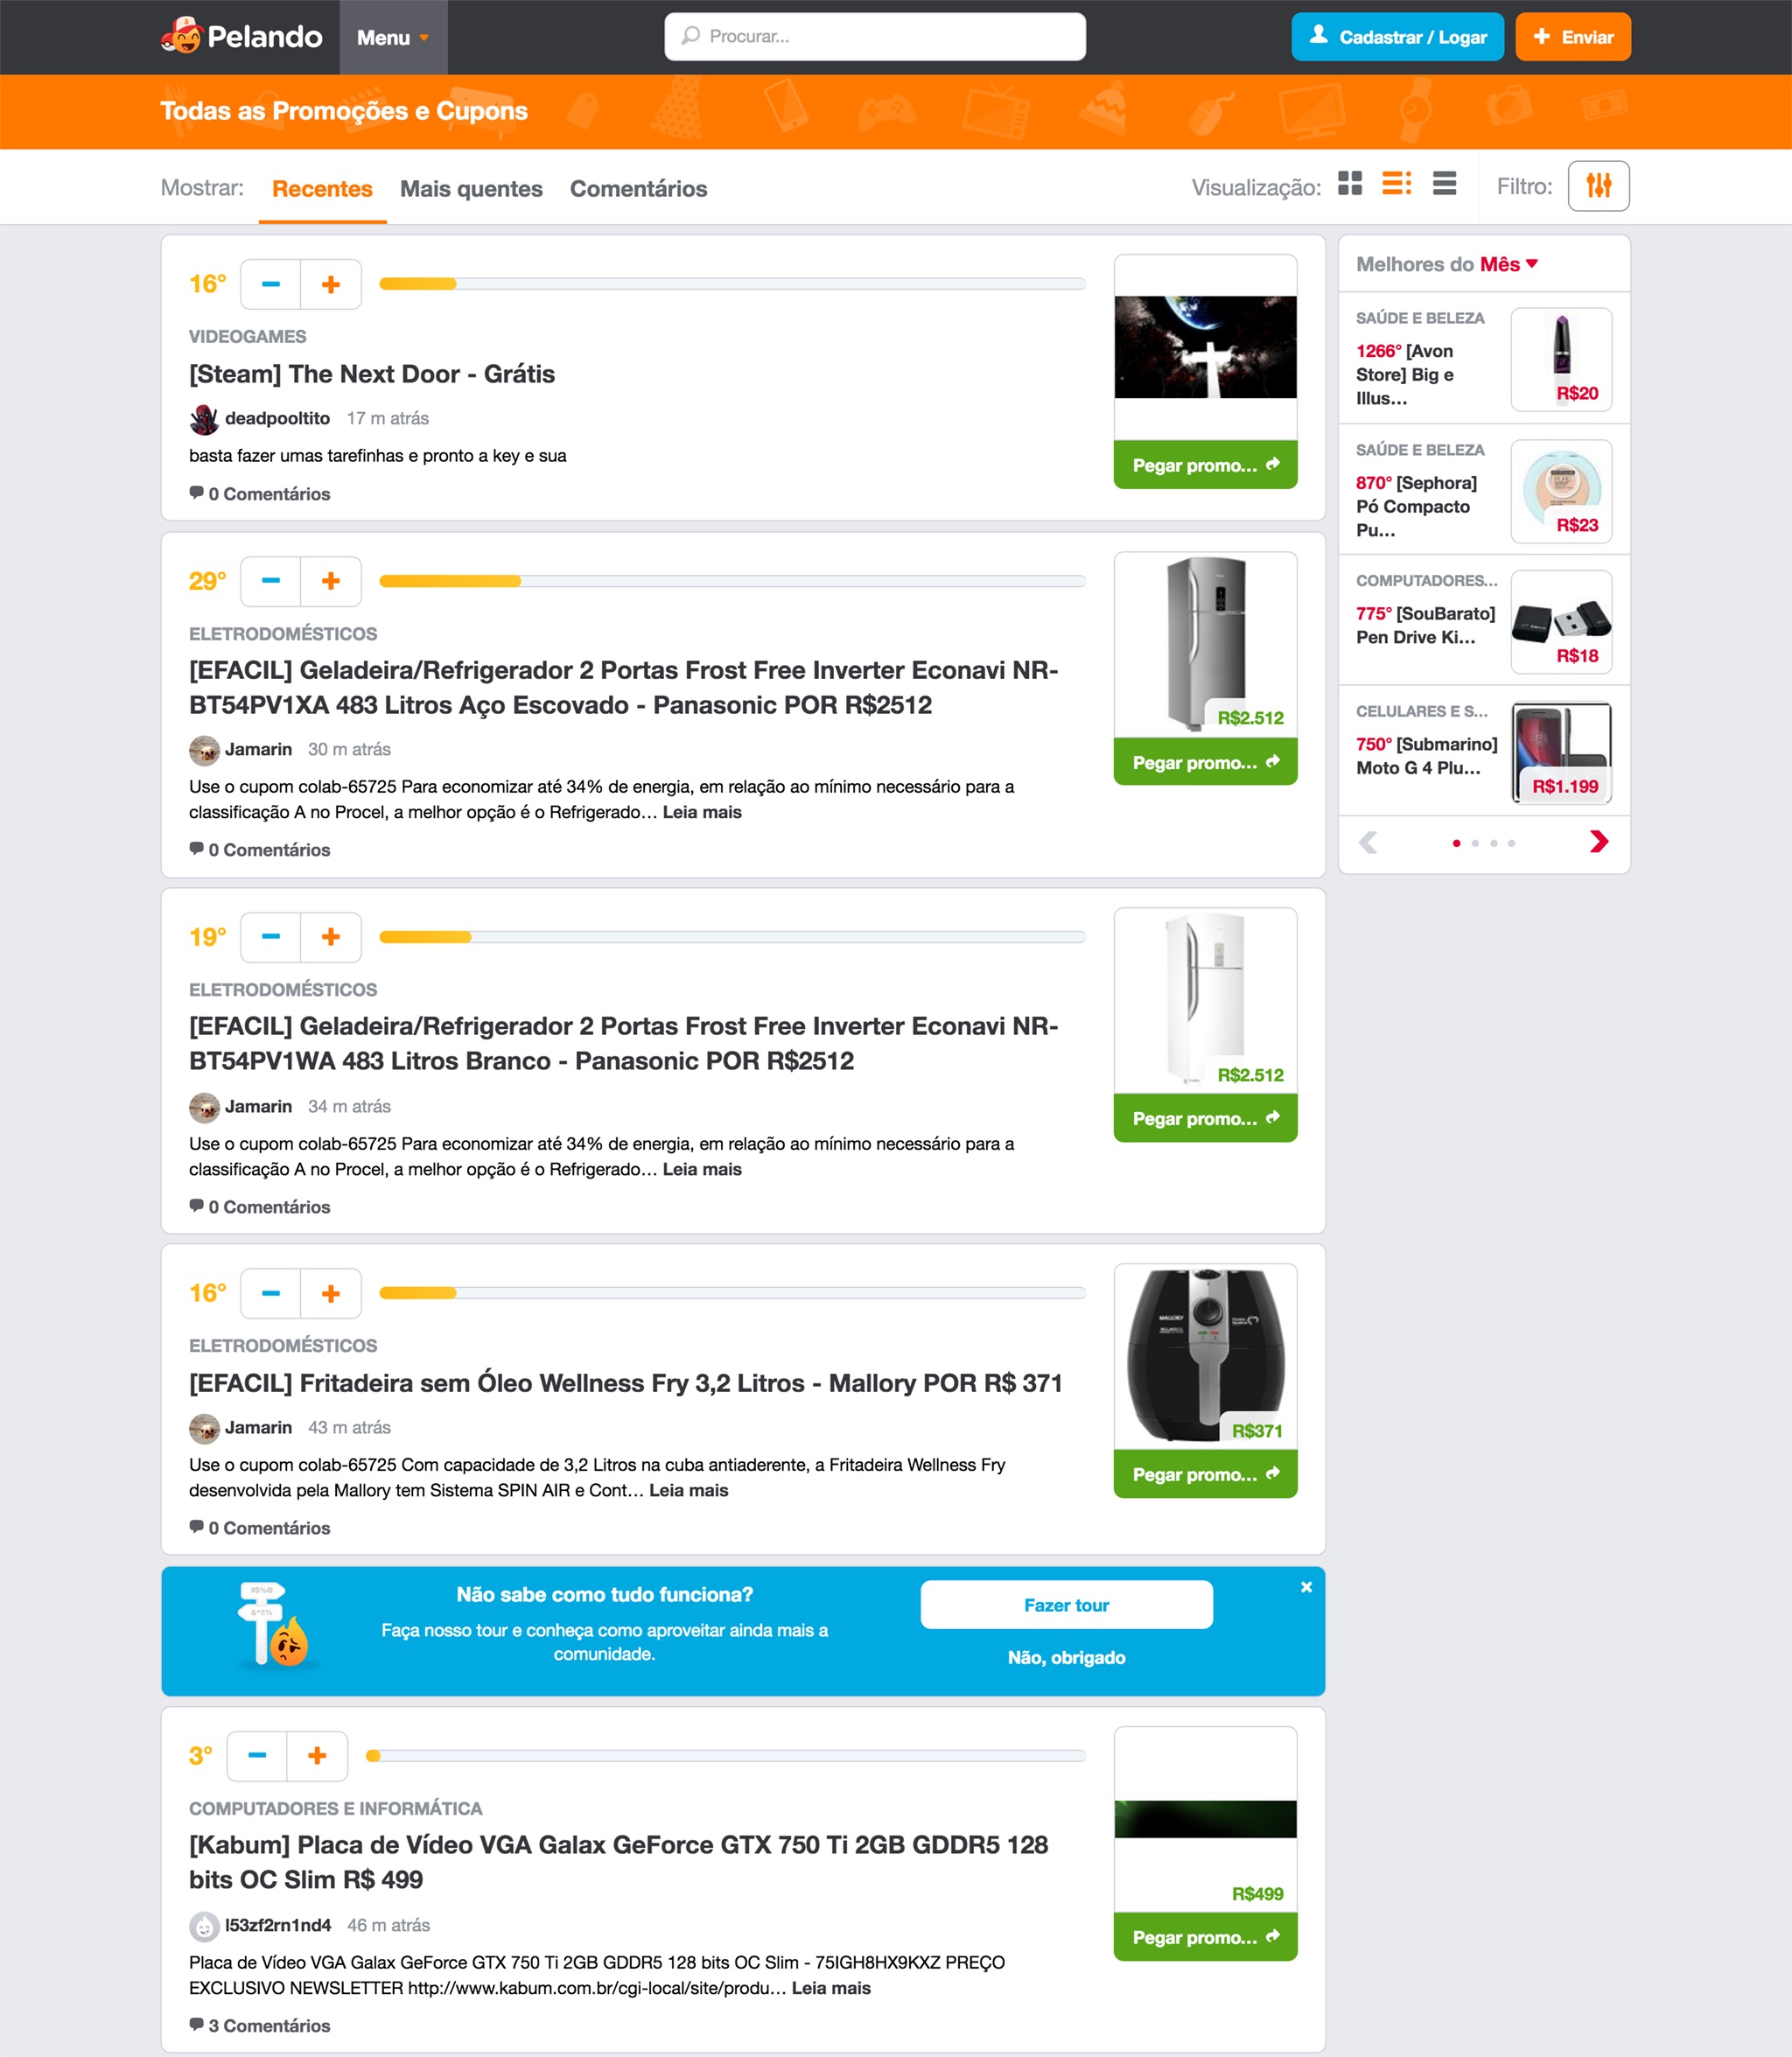 Pelando
Menu
Procurar...
Cadastrar / Logar
Enviar
Todas as Promoções e Cupons
Mostrar:
Recentes
Mais quentes
Comentários
Visualização:
Filtro:
16°
VIDEOGAMES
[Steam] The Next Door - Grátis
deadpooltito 17 m atrás
basta fazer umas tarefinhas e pronto a key e sua
0 Comentários
Pegar promo...
29°
ELETRODOMÉSTICOS
[EFACIL] Geladeira/Refrigerador 2 Portas Frost Free Inverter Econavi NR-
BT54PV1XA 483 Litros Aço Escovado - Panasonic POR R$2512
Jamarin 30 m atrás
Use o cupom colab-65725 Para economizar até 34% de energia, em relação ao mínimo necessário para a
classificação A no Procel, a melhor opção é o Refrigerado... Leia mais
0 Comentários
R$2.512
Pegar promo...
19°
ELETRODOMÉSTICOS
[EFACIL] Geladeira/Refrigerador 2 Portas Frost Free Inverter Econavi NR-
BT54PV1WA 483 Litros Branco - Panasonic POR R$2512
Jamarin 34 m atrás
Use o cupom colab-65725 Para economizar até 34% de energia, em relação ao mínimo necessário para a
classificação A no Procel, a melhor opção é o Refrigerado... Leia mais
0 Comentários
R$2.512
Pegar promo...
16°
ELETRODOMÉSTICOS
[EFACIL] Fritadeira sem Óleo Wellness Fry 3,2 Litros - Mallory POR R$ 371
Jamarin 43 m atrás
Use o cupom colab-65725 Com capacidade de 3,2 Litros na cuba antiaderente, a Fritadeira Wellness Fry
desenvolvida pela Mallory tem Sistema SPIN AIR e Cont... Leia mais
0 Comentários
MALLORY
R$371
Pegar promo...
#$%@
&*@%
Não sabe como tudo funciona?
Faça nosso tour e conheça como aproveitar ainda mais a
comunidade.
Fazer tour
Não, obrigado
3°
COMPUTADORES E INFORMÁTICA
[Kabum] Placa de Vídeo VGA Galax GeForce GTX 750 Ti 2GB GDDR5 128
bits OC Slim R$ 499
l53zf2rn1nd4 46 m atrás
Placa de Vídeo VGA Galax GeForce GTX 750 Ti 2GB GDDR5 128 bits OC Slim - 75IGH8HX9KXZ PREÇO
EXCLUSIVO NEWSLETTER http://www.kabum.com.br/cgi-local/site/produ... Leia mais
3 Comentários
R$499
Pegar promo...
Melhores do Mês
SAÚDE E BELEZA
1266° [Avon
Store] Big e
Illus...
R$20
SAÚDE E BELEZA
870° [Sephora]
Pó Compacto
Pu...
R$23
COMPUTADORES...
775° [SouBarato]
Pen Drive Ki...
R$18
CELULARES E S...
750° [Submarino]
Moto G 4 Plu...
R$1.199